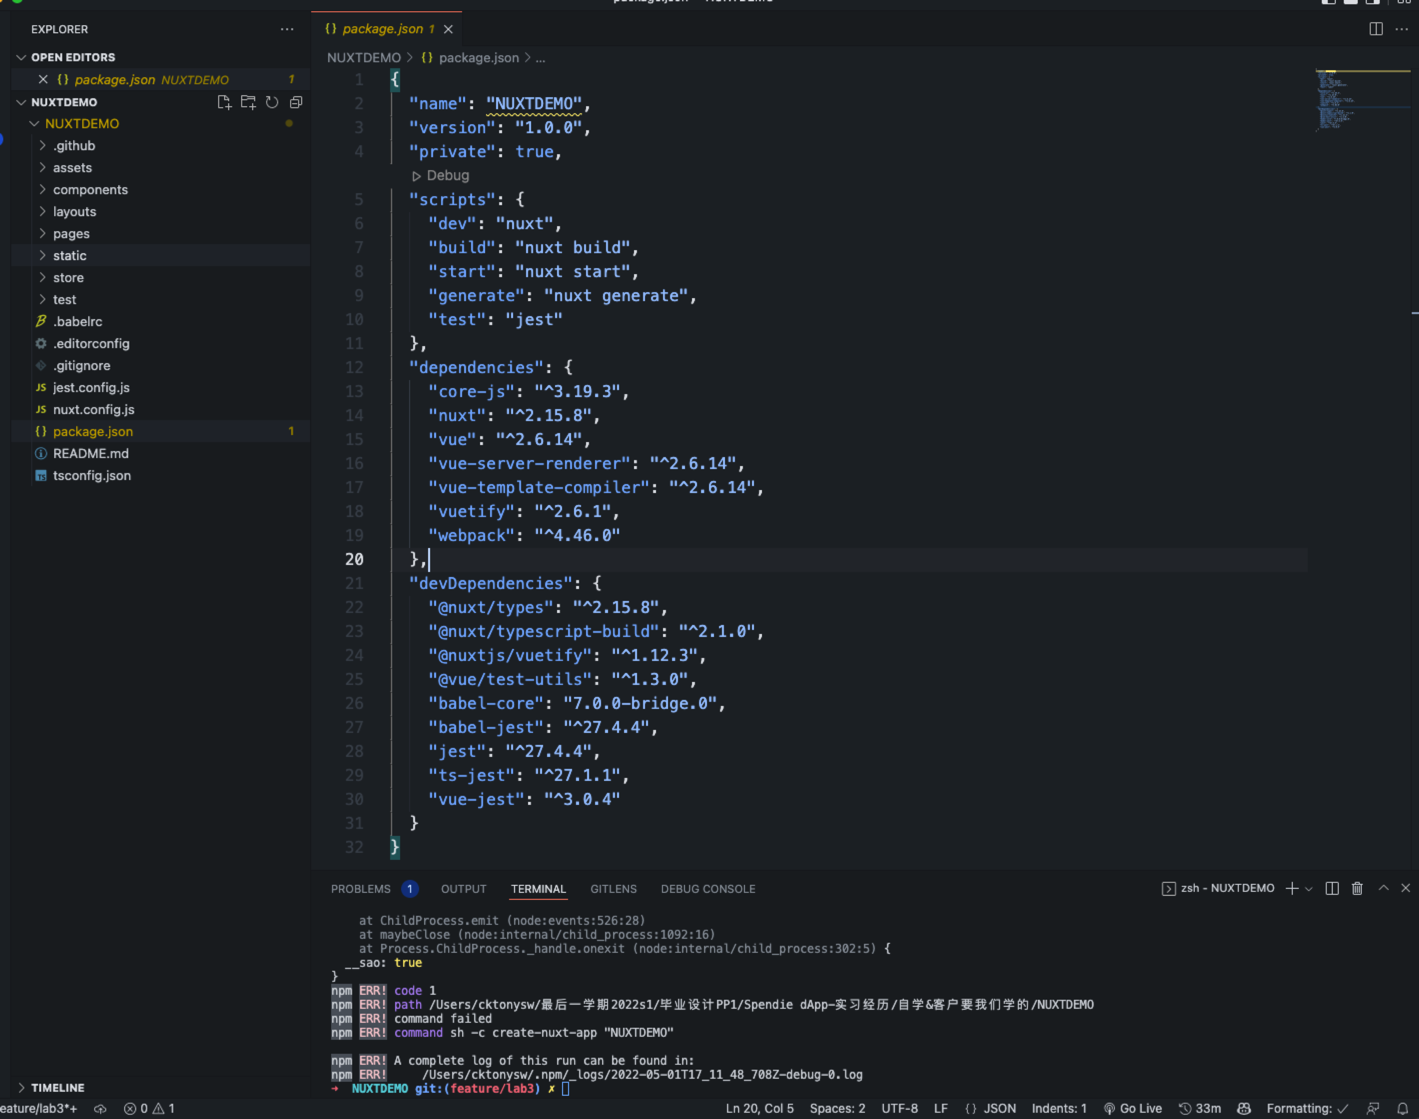 EXPLORER
OPEN EDITORS
package.json NUXTDEMO 1
NUXTDEMO
NUXTDEMO
.github
assets
components
layouts
pages
static
store
test
.babelrc
.editorconfig
.gitignore
JS jest.config.js
JS nuxt.config.js
{} package.json 1
README.md
TS tsconfig.json
TIMELINE
{} package.json 1
NUXTDEMO > {} package.json > ...
1 {
2 "name": "NUXTDEMO",
3 "version": "1.0.0",
4 "private": true,
Debug
5 "scripts": {
6 "dev": "nuxt",
7 "build": "nuxt build",
8 "start": "nuxt start",
9 "generate": "nuxt generate",
10 "test": "jest"
11 },
12 "dependencies": {
13 "core-js": "^3.19.3",
14 "nuxt": "^2.15.8",
15 "vue": "^2.6.14",
16 "vue-server-renderer": "^2.6.14",
17 "vue-template-compiler": "^2.6.14",
18 "vuetify": "^2.6.1",
19 "webpack": "^4.46.0"
20 },
21 "devDependencies": {
22 "@nuxt/types": "^2.15.8",
23 "@nuxt/typescript-build": "^2.1.0",
24 "@nuxtjs/vuetify": "^1.12.3",
25 "@vue/test-utils": "^1.3.0",
26 "babel-core": "7.0.0-bridge.0",
27 "babel-jest": "^27.4.4",
28 "jest": "^27.4.4",
29 "ts-jest": "^27.1.1",
30 "vue-jest": "^3.0.4"
31 }
32 }
PROBLEMS 1 OUTPUT TERMINAL GITLENS DEBUG CONSOLE zsh - NUXTDEMO
at ChildProcess.emit (node:events:526:28)
at maybeClose (node:internal/child_process:1092:16)
at Process.ChildProcess._handle.onexit (node:internal/child_process:302:5) {
__sao: true
}
npm ERR! code 1
npm ERR! path /Users/cktonysw/最后一学期2022s1/毕业设计PP1/Spendie dApp-实习经历/自学&客户要我们学的/NUXTDEMO
npm ERR! command failed
npm ERR! command sh -c create-nuxt-app "NUXTDEMO"
npm ERR! A complete log of this run can be found in:
npm ERR! /Users/cktonysw/.npm/_logs/2022-05-01T17_11_48_708Z-debug-0.log
➜ NUXTDEMO git:(feature/lab3) ✗
eature/lab3*+ 0 1 Ln 20, Col 5 Spaces: 2 UTF-8 LF {} JSON Indents: 1 Go Live 33m Formatting: ✓